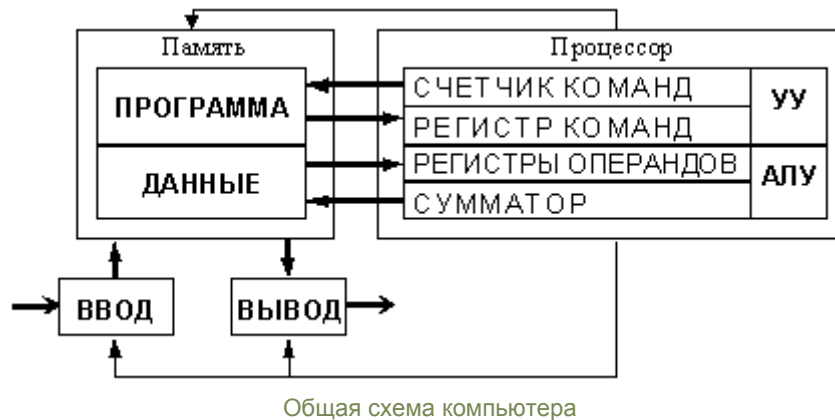 Память
Процессор
ПРОГРАММА
ДАННЫЕ
СЧЕТЧИК КОМАНД
РЕГИСТР КОМАНД
УУ
РЕГИСТРЫ ОПЕРАНДОВ
СУММАТОР
АЛУ
ВВОД
ВЫВОД
Общая схема компьютера